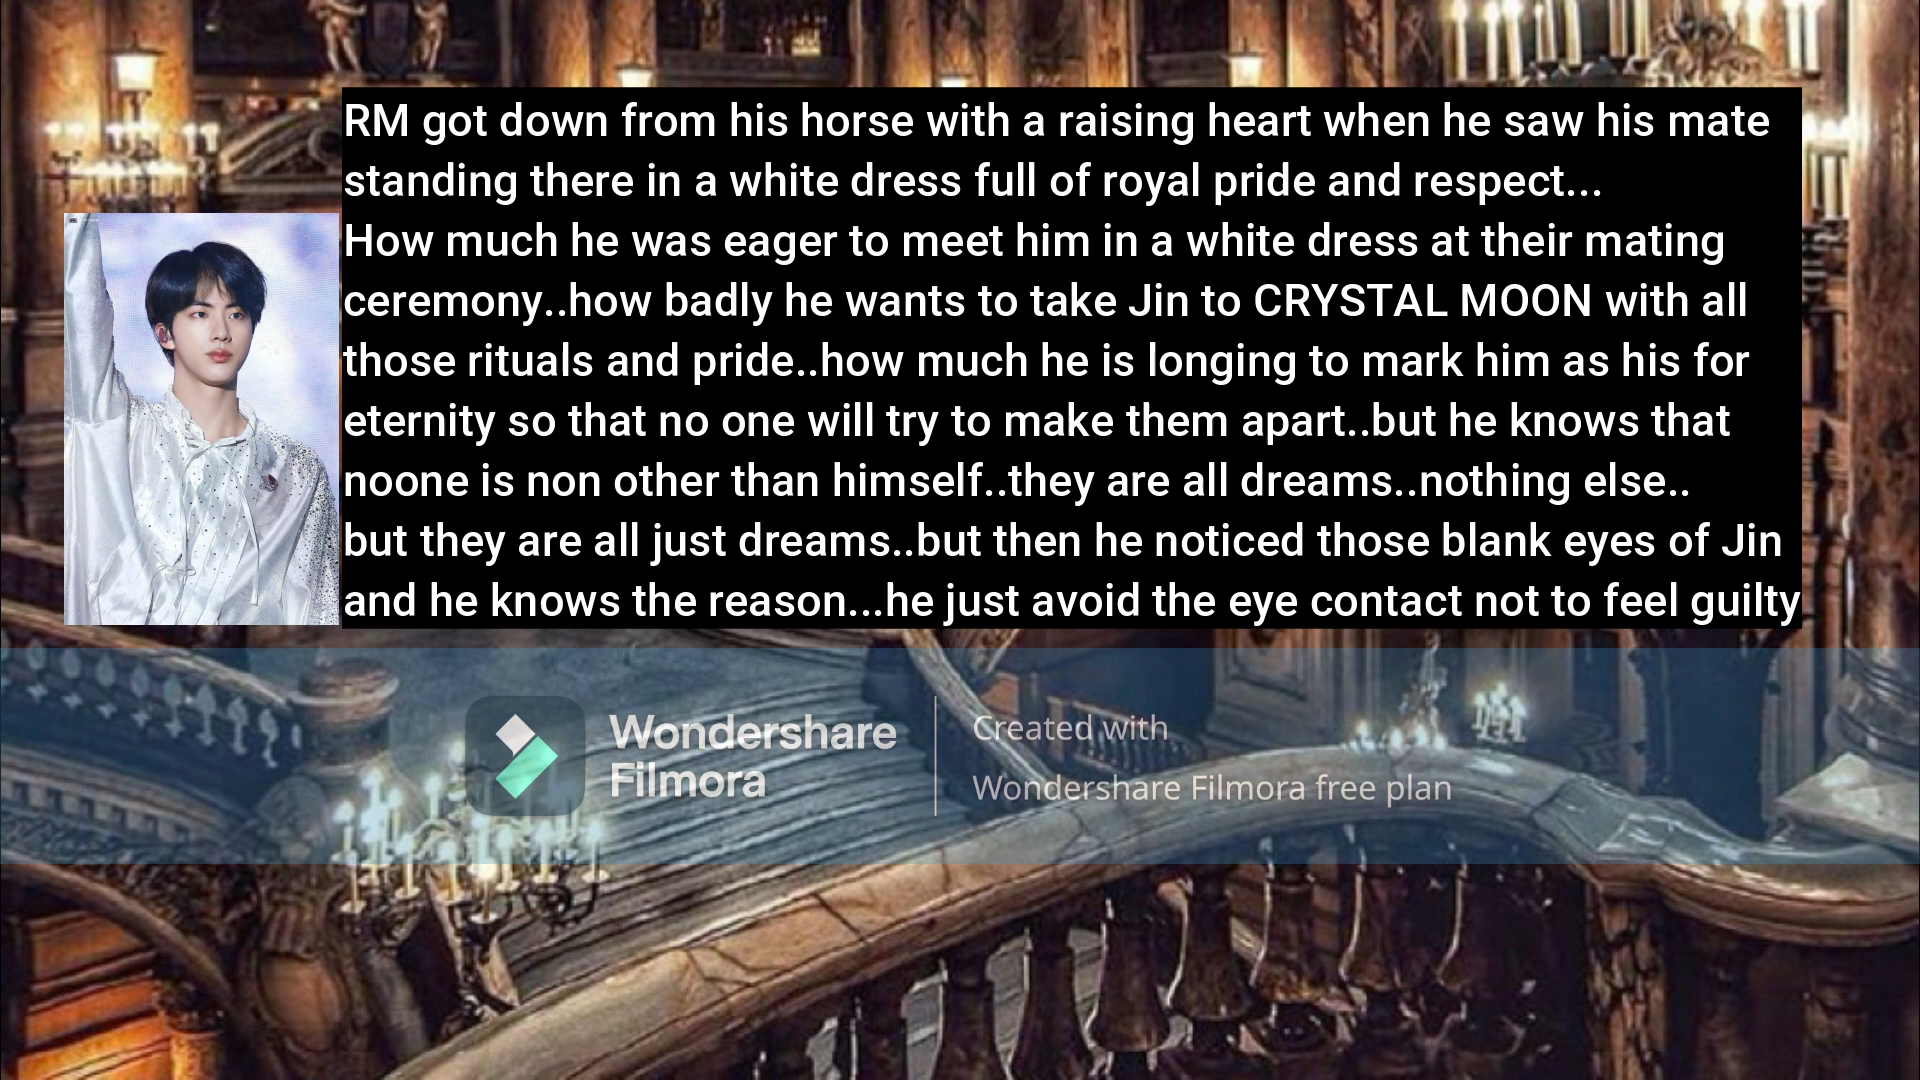 RM got down from his horse with a raising heart when he saw his mate
standing there in a white dress full of royal pride and respect...
How much he was eager to meet him in a white dress at their mating
ceremony..how badly he wants to take Jin to CRYSTAL MOON with all
those rituals and pride..how much he is longing to mark him as his for
eternity so that no one will try to make them apart..but he knows that
noone is non other than himself..they are all dreams..nothing else..
but they are all just dreams..but then he noticed those blank eyes of Jin
and he knows the reason...he just avoid the eye contact not to feel guilty
Wondershare
Filmora
Created with
Wondershare Filmora free plan